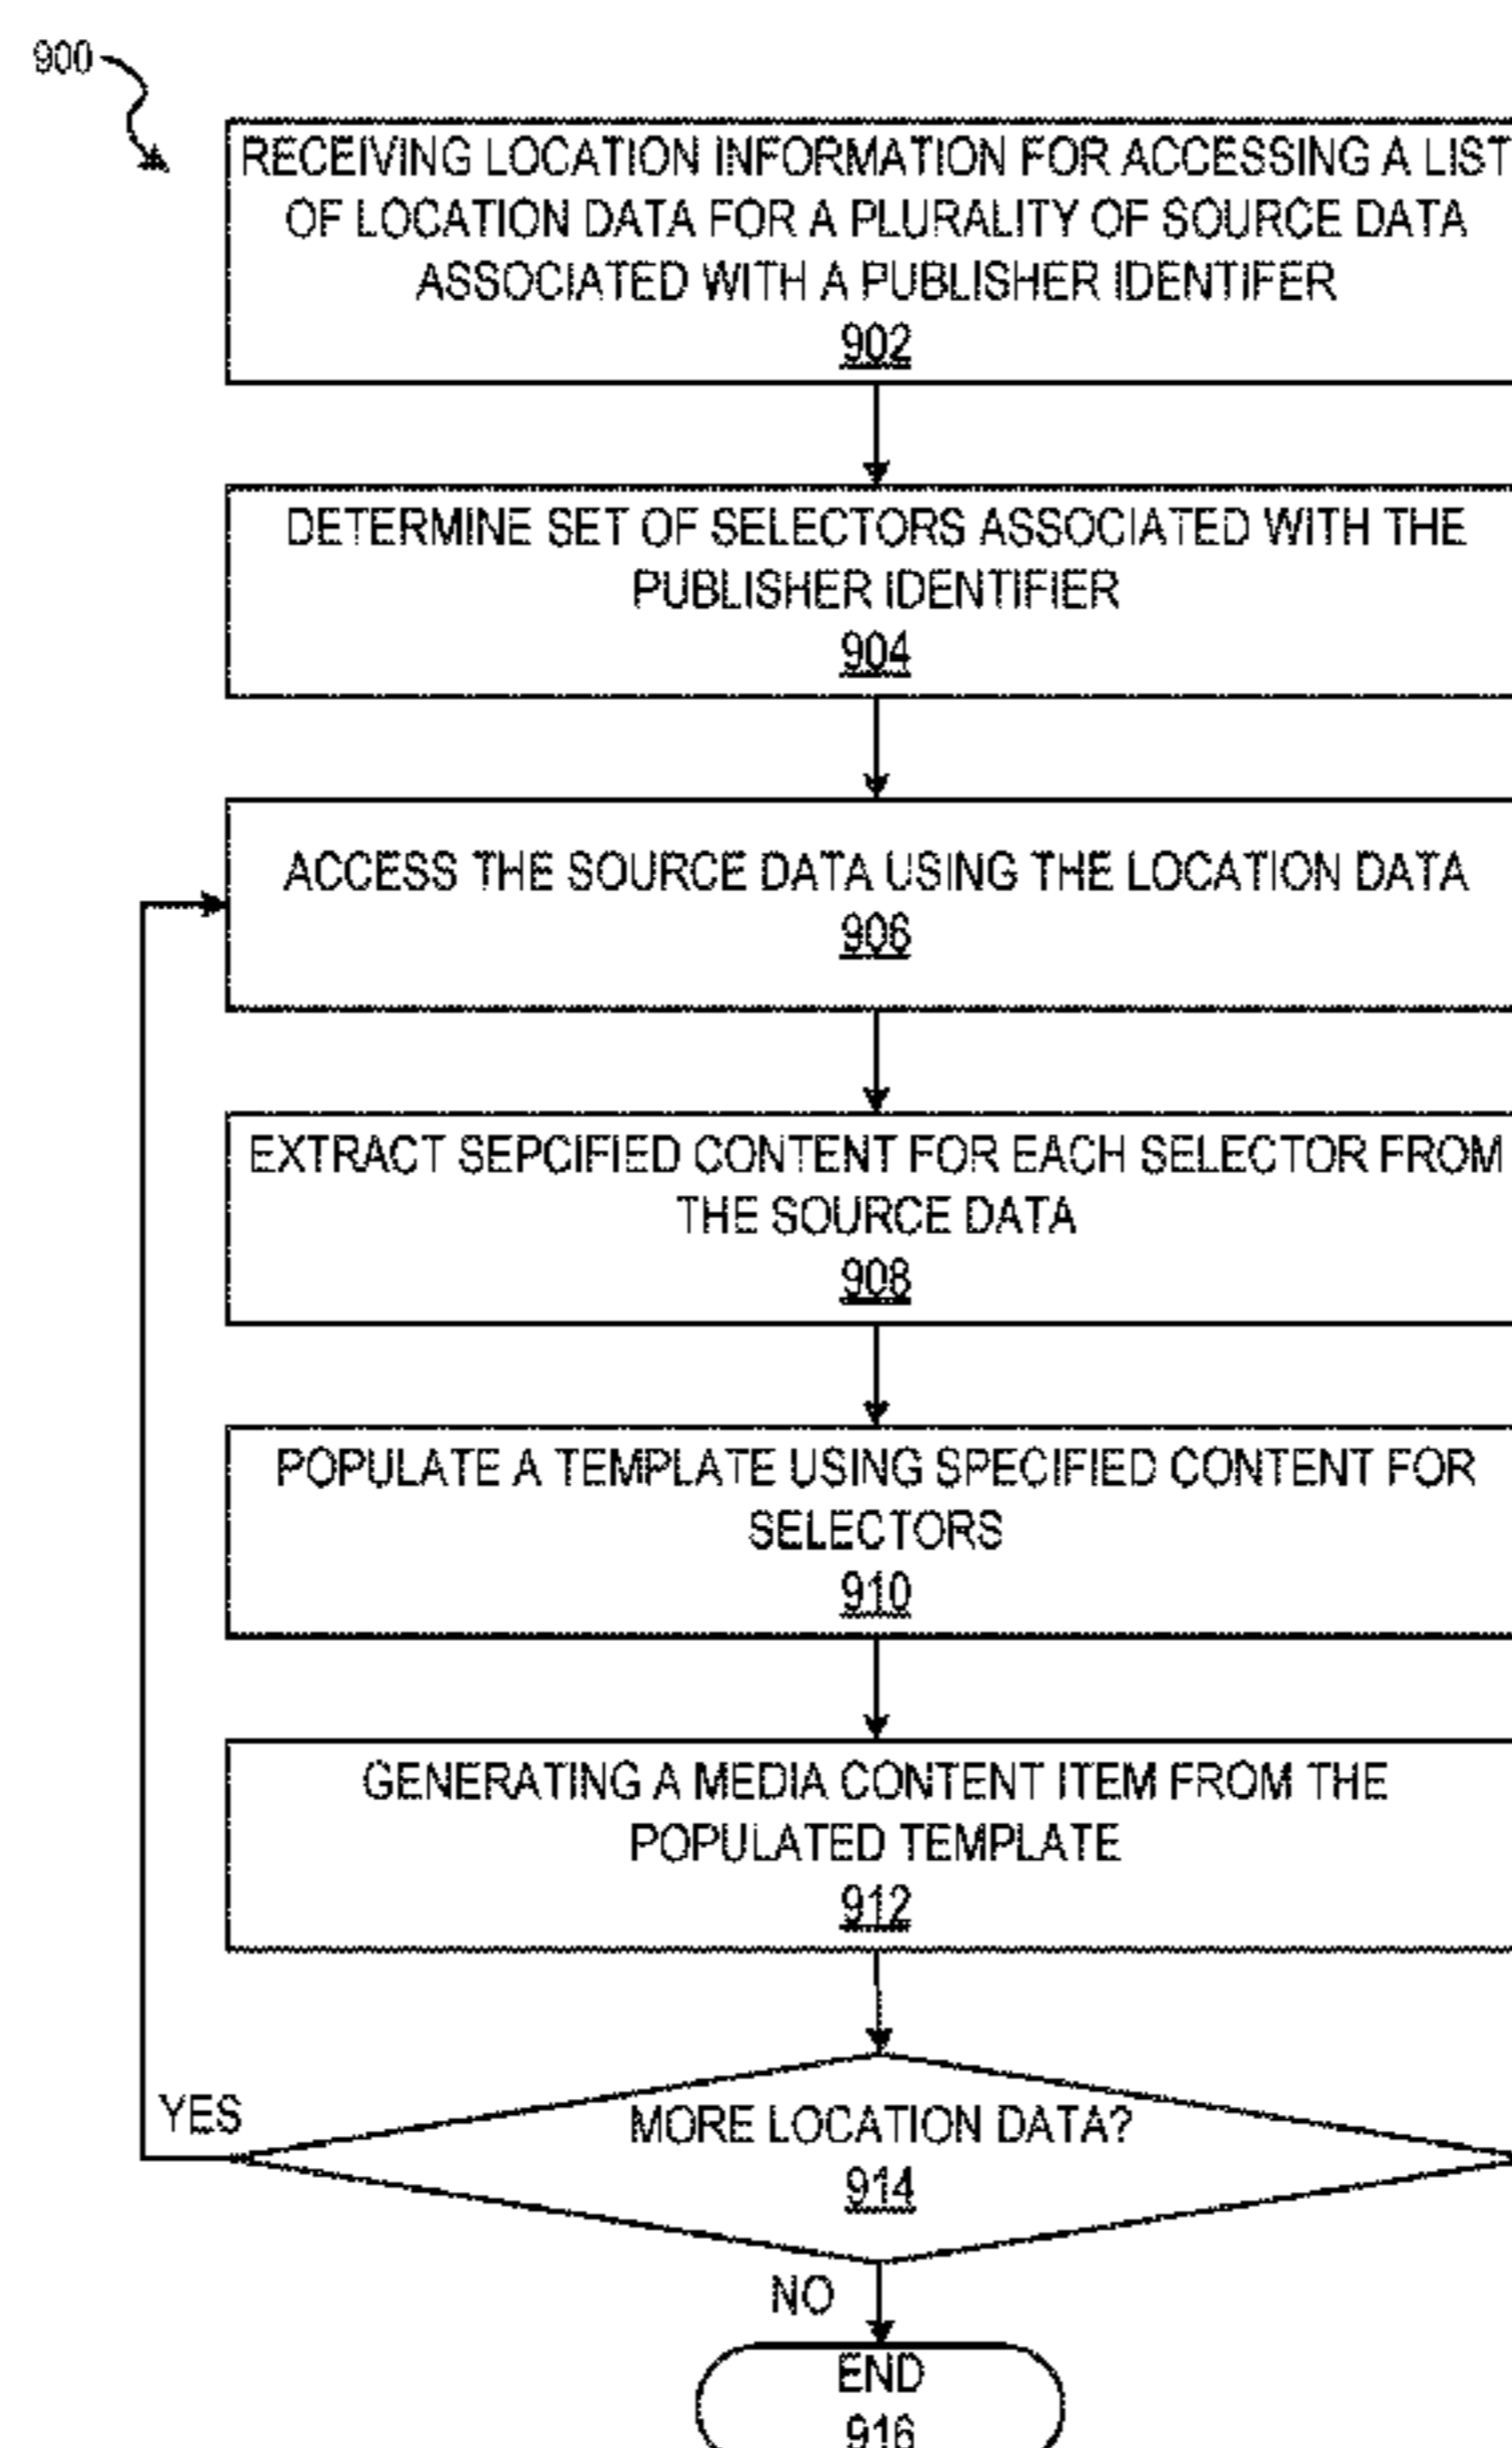 900
RECEIVING LOCATION INFORMATION FOR ACCESSING A LIST
OF LOCATION DATA FOR A PLURALITY OF SOURCE DATA
ASSOCIATED WITH A PUBLISHER IDENTIFER
902
DETERMINE SET OF SELECTORS ASSOCIATED WITH THE
PUBLISHER IDENTIFIER
904
ACCESS THE SOURCE DATA USING THE LOCATION DATA
906
EXTRACT SEPCIFIED CONTENT FOR EACH SELECTOR FROM
THE SOURCE DATA
908
POPULATE A TEMPLATE USING SPECIFIED CONTENT FOR
SELECTORS
910
GENERATING A MEDIA CONTENT ITEM FROM THE
POPULATED TEMPLATE
912
MORE LOCATION DATA?
914
YES
NO
END
916